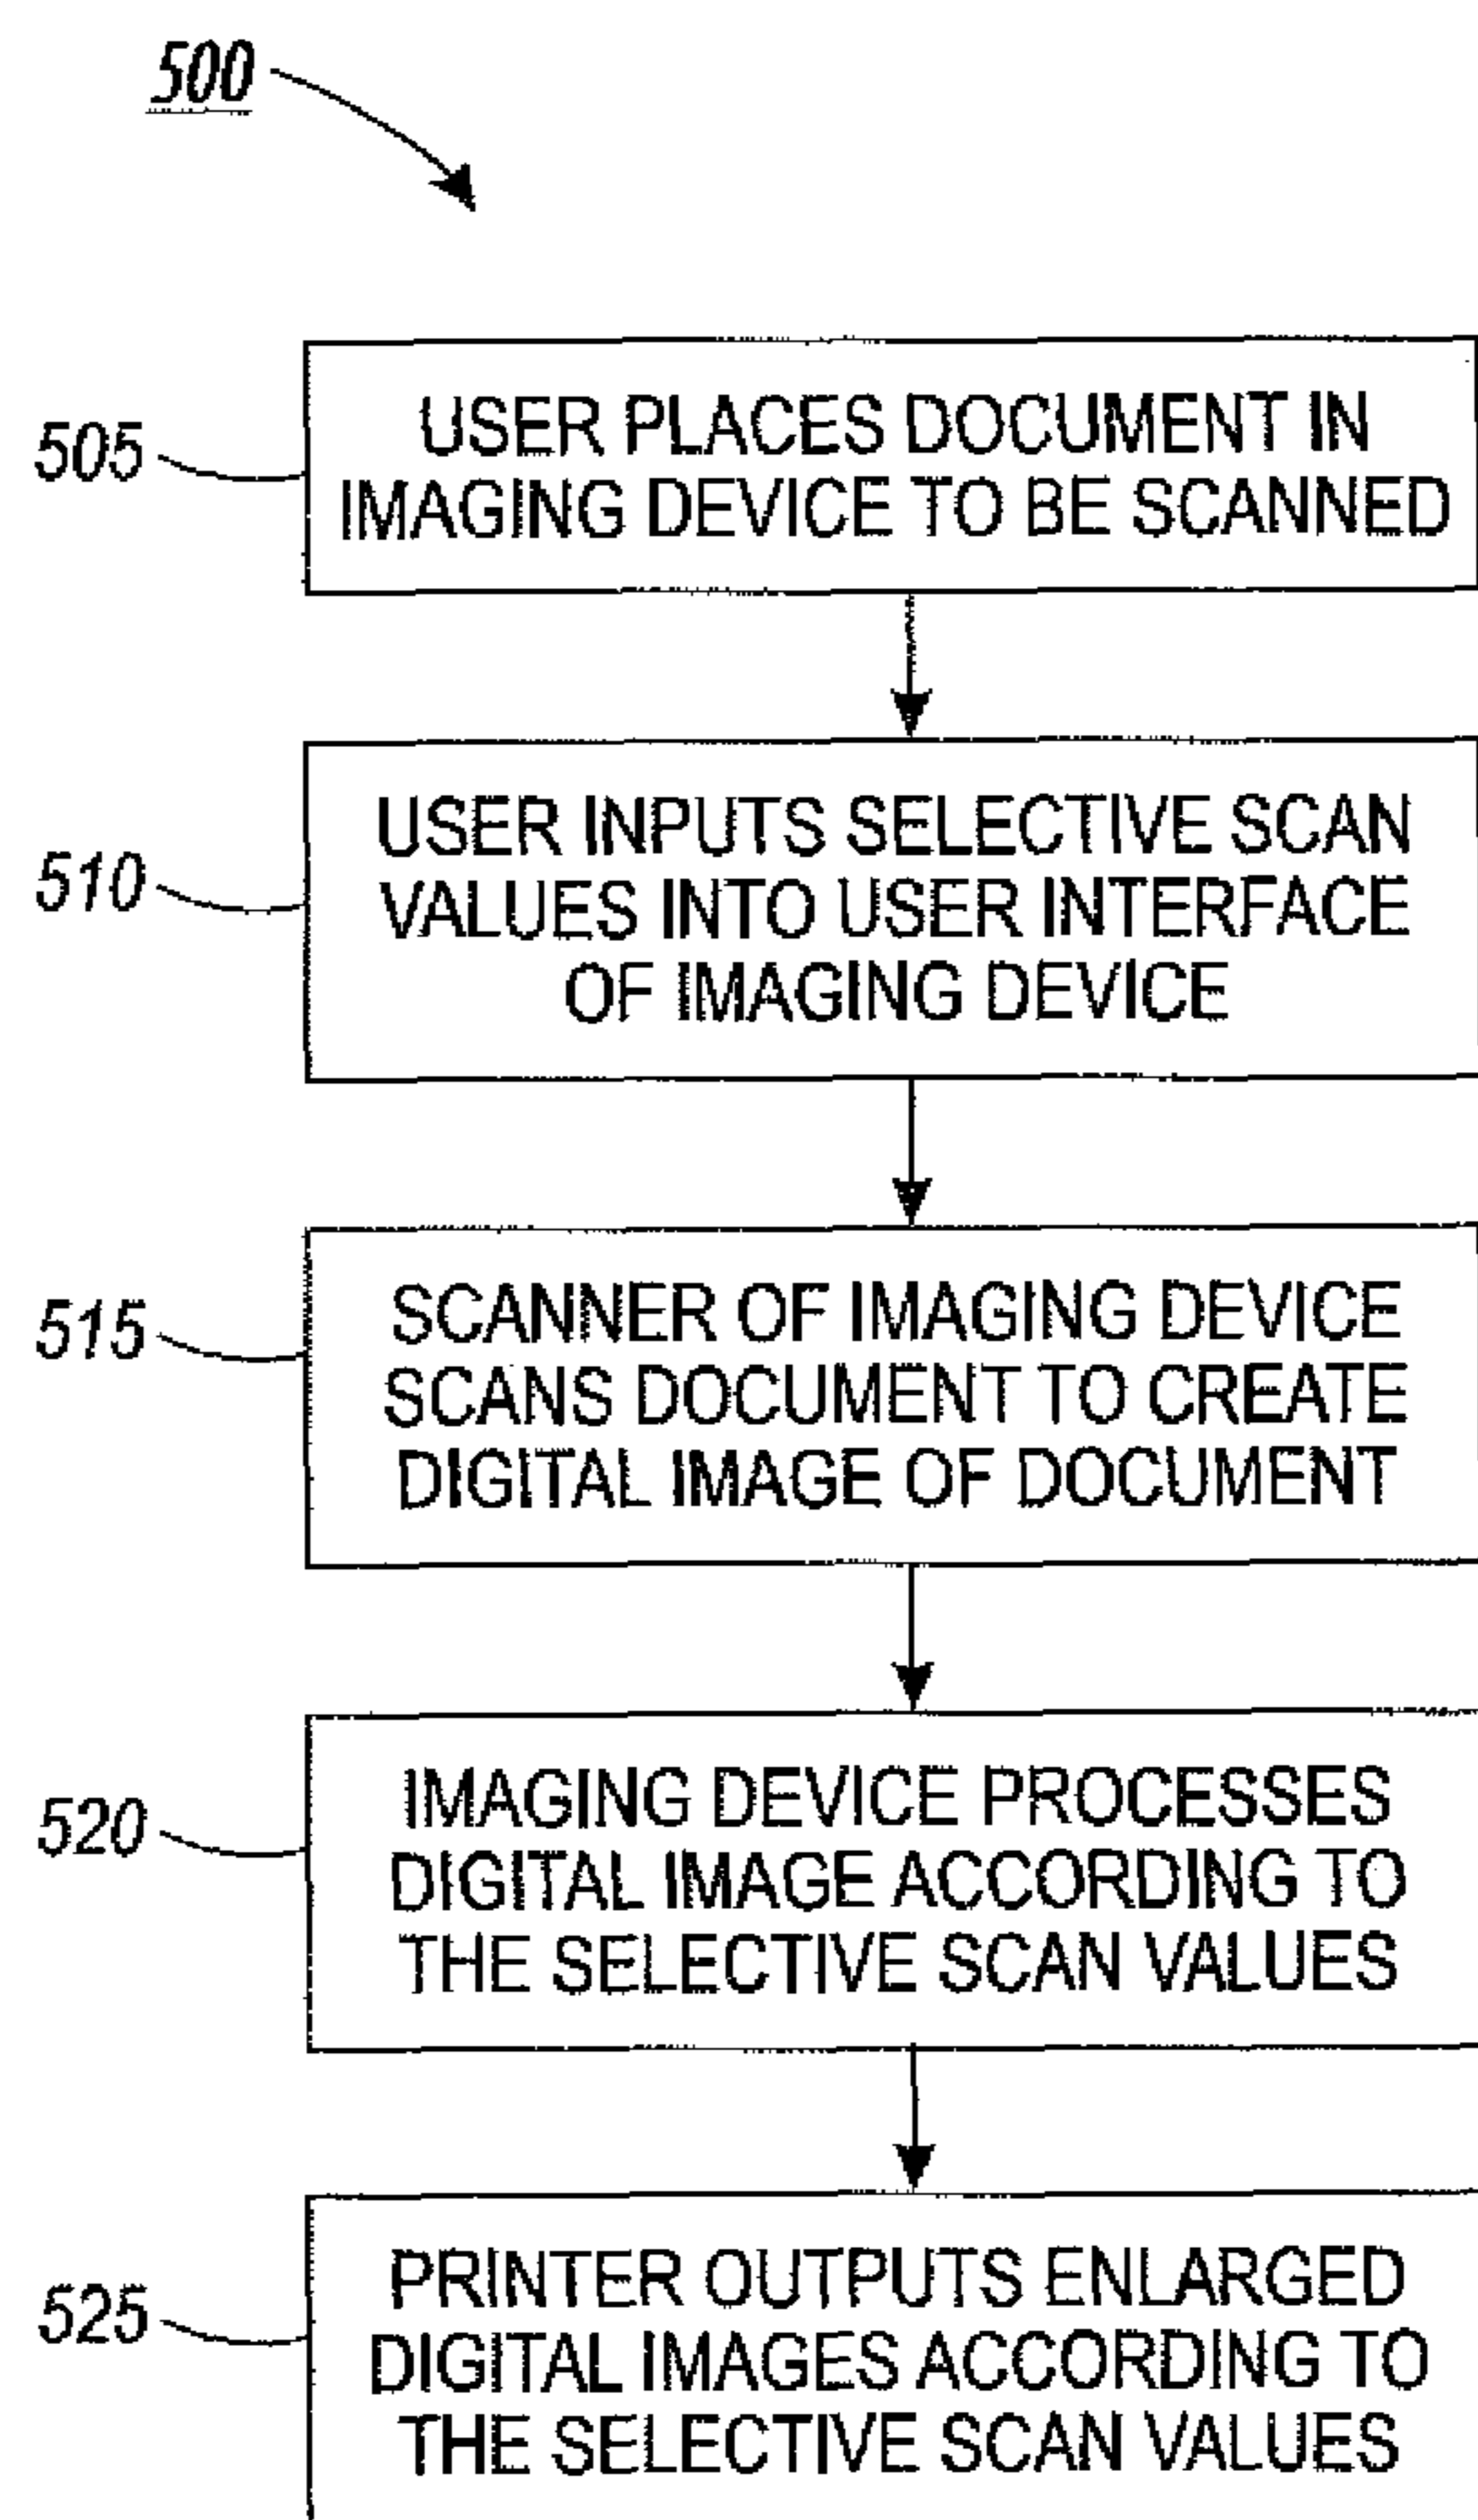 500
505
USER PLACES DOCUMENT IN
IMAGING DEVICE TO BE SCANNED
510
USER INPUTS SELECTIVE SCAN
VALUES INTO USER INTERFACE
OF IMAGING DEVICE
515
SCANNER OF IMAGING DEVICE
SCANS DOCUMENT TO CREATE
DIGITAL IMAGE OF DOCUMENT
520
IMAGING DEVICE PROCESSES
DIGITAL IMAGE ACCORDING TO
THE SELECTIVE SCAN VALUES
525
PRINTER OUTPUTS ENLARGED
DIGITAL IMAGES ACCORDING TO
THE SELECTIVE SCAN VALUES